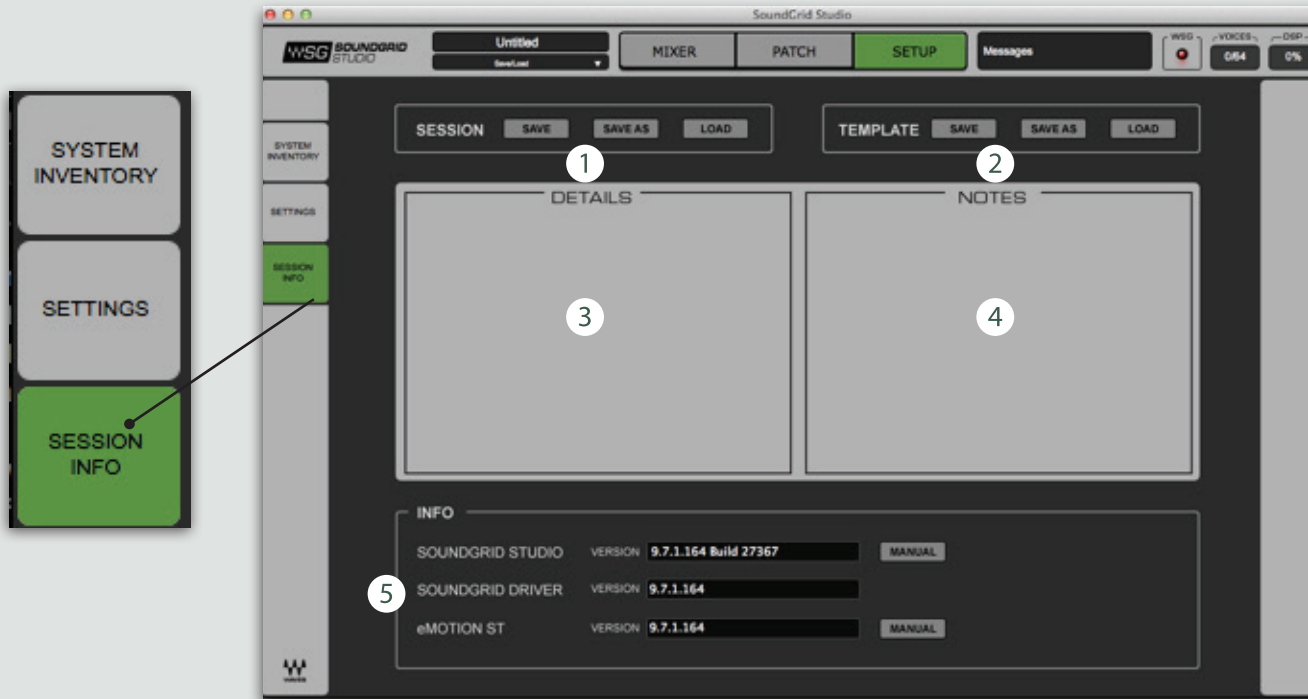 SoundGrid Studio
WSG SOUNDGRID STUDIO
Untitled
Save/Load
MIXER
PATCH
SETUP
Messages
WSG
VOICES
0/64
DSP
0%
SYSTEM
INVENTORY
SETTINGS
SESSION
INFO
SYSTEM
INVENTORY
SETTINGS
SESSION
INFO
WAVES
SESSION SAVE SAVE AS LOAD
1
TEMPLATE SAVE SAVE AS LOAD
2
DETAILS
3
NOTES
4
INFO
SOUNDGRID STUDIO VERSION 9.7.1.164 Build 27367 MANUAL
5
SOUNDGRID DRIVER VERSION 9.7.1.164
eMOTION ST VERSION 9.7.1.164 MANUAL